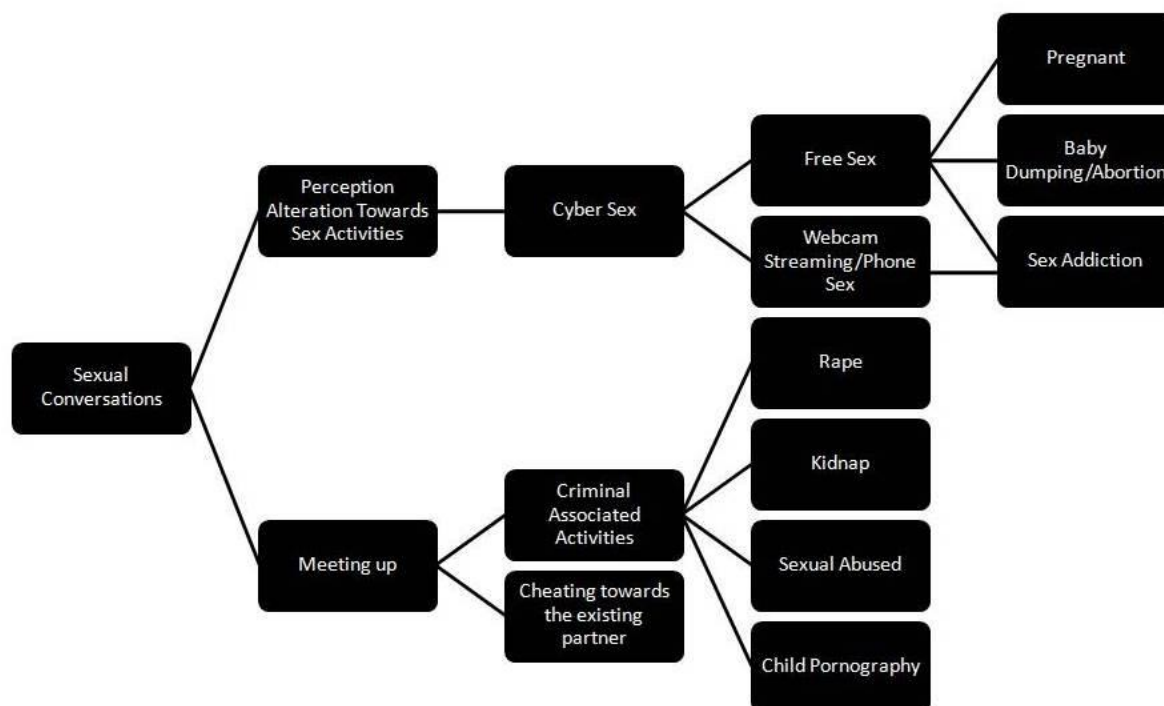 Pregnant
Free Sex
Baby
Dumping/Abortion
Perception
Alteration Towards
Sex Activities
Cyber Sex
Webcam
Streaming/Phone
Sex
Sex Addiction
Sexual
Conversations
Rape
Kidnap
Criminal
Associated
Activities
Meeting up
Sexual Abused
Cheating towards
the existing
partner
Child Pornography